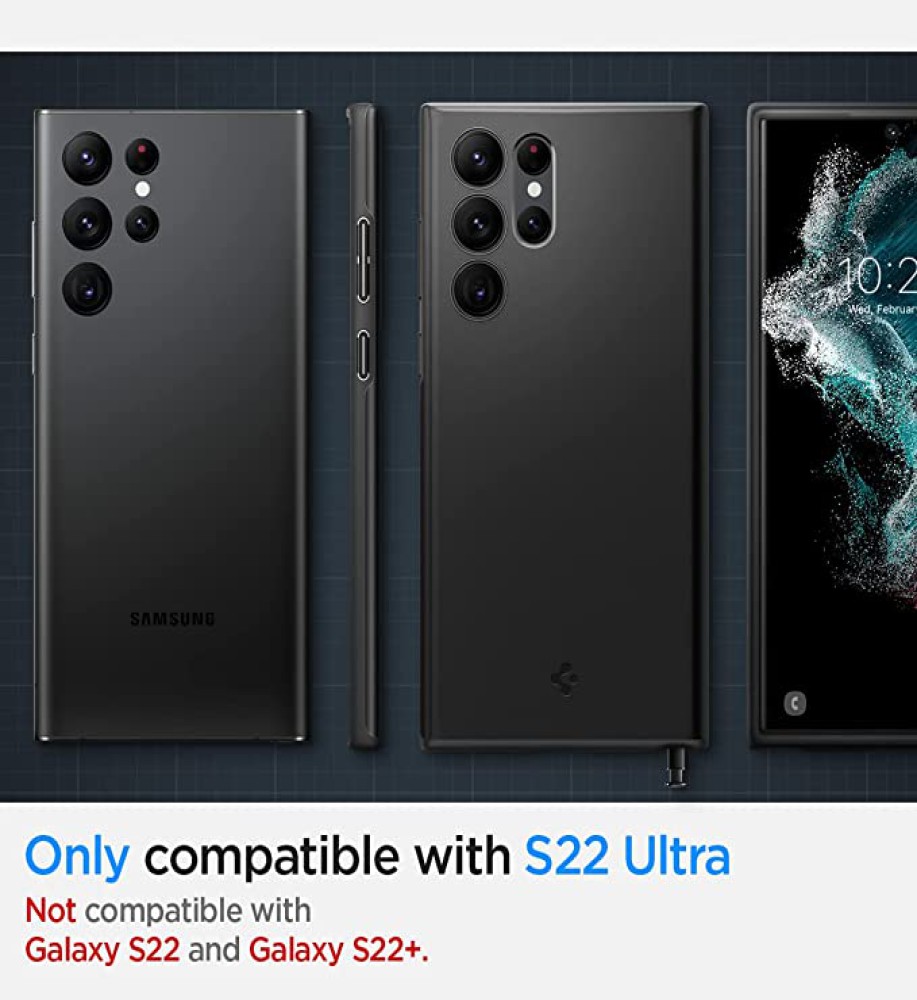 SAMSUNG
10:2
Wed, Februar
Only compatible with S22 Ultra
Not compatible with
Galaxy S22 and Galaxy S22+.